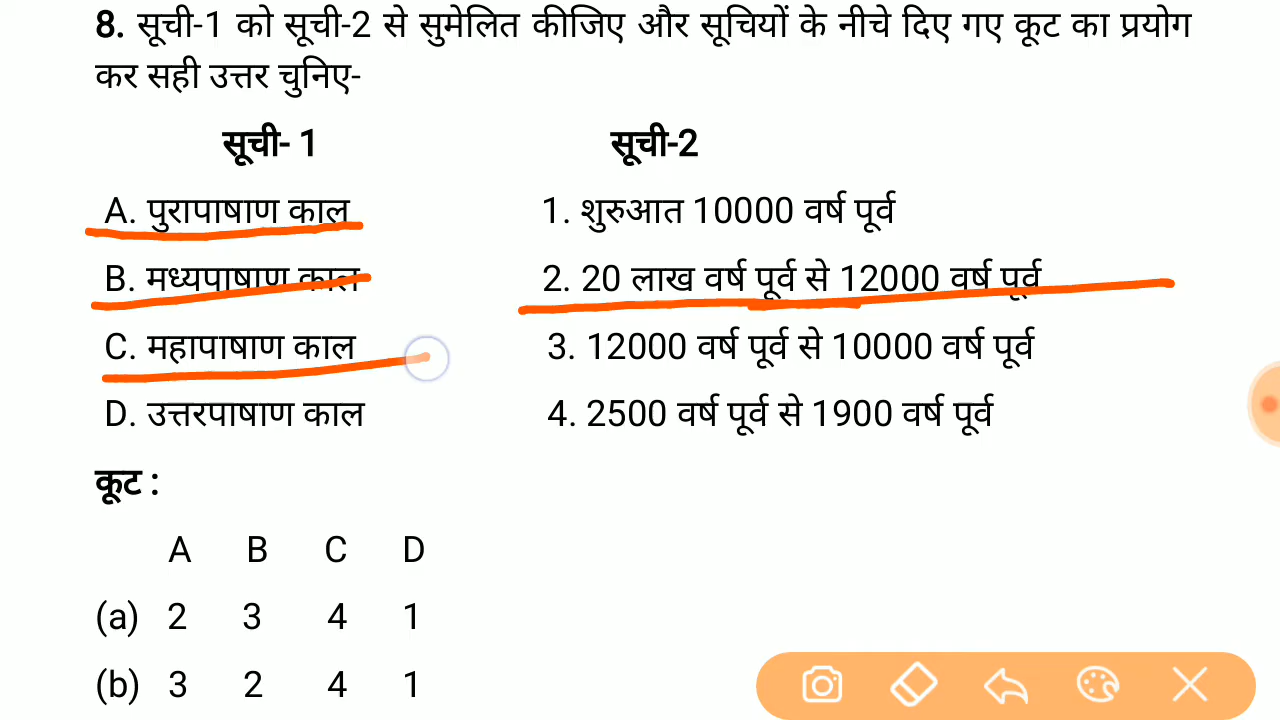 8. सूची-1 को सूची-2 से सुमेलित कीजिए और सूचियों के नीचे दिए गए कूट का प्रयोग
कर सही उत्तर चुनिए-
सूची- 1 सूची-2
A. पुरापाषाण काल 1. शुरुआत 10000 वर्ष पूर्व
B. मध्यपाषाण काल 2. 20 लाख वर्ष पूर्व से 12000 वर्ष पूर्व
C. महापाषाण काल 3. 12000 वर्ष पूर्व से 10000 वर्ष पूर्व
D. उत्तरपाषाण काल 4. 2500 वर्ष पूर्व से 1900 वर्ष पूर्व
कूट :
A B C D
(a) 2 3 4 1
(b) 3 2 4 1